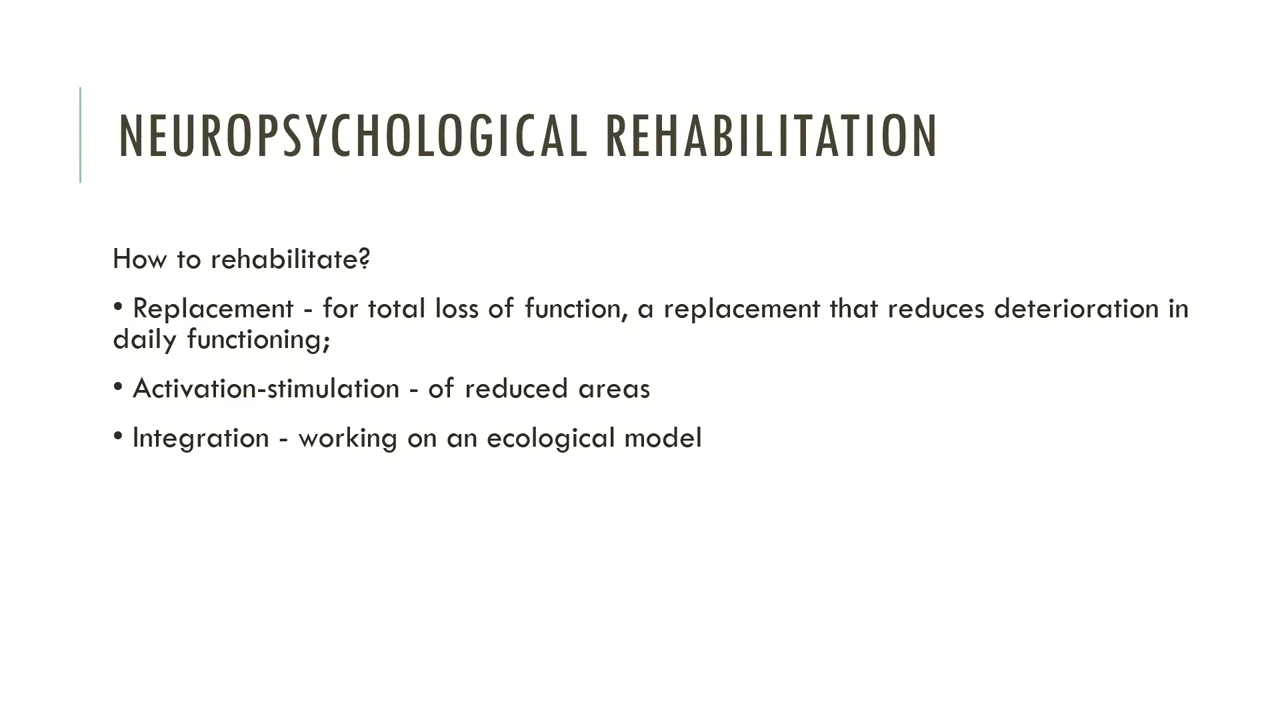 NEUROPSYCHOLOGICAL REHABILITATION
How to rehabilitate?
• Replacement - for total loss of function, a replacement that reduces deterioration in
daily functioning;
• Activation-stimulation - of reduced areas
• Integration - working on an ecological model